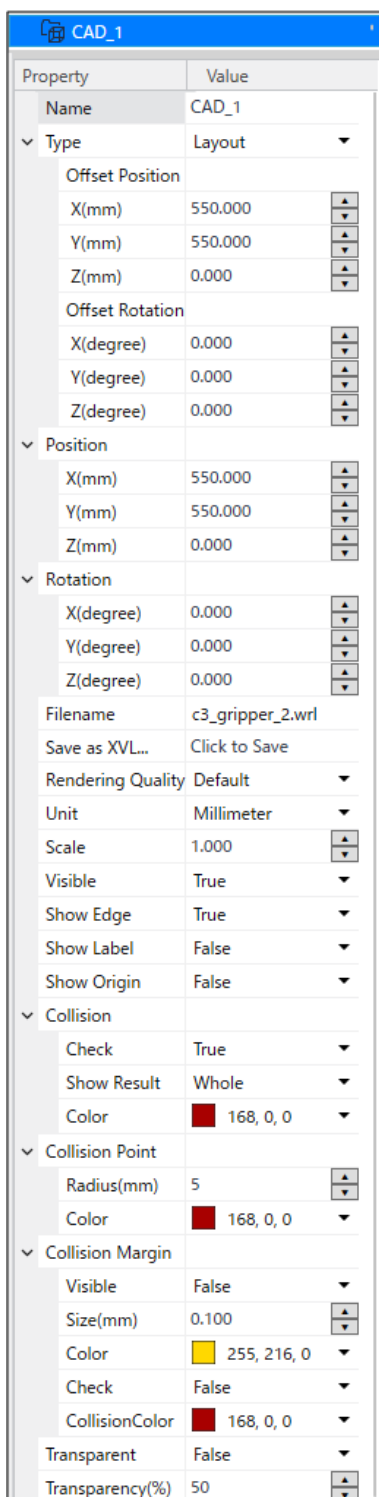 CAD_1
Property Value
Name CAD_1
Type Layout
Offset Position
X(mm) 550.000
Y(mm) 550.000
Z(mm) 0.000
Offset Rotation
X(degree) 0.000
Y(degree) 0.000
Z(degree) 0.000
Position
X(mm) 550.000
Y(mm) 550.000
Z(mm) 0.000
Rotation
X(degree) 0.000
Y(degree) 0.000
Z(degree) 0.000
Filename c3_gripper_2.wrl
Save as XVL... Click to Save
Rendering Quality Default
Unit Millimeter
Scale 1.000
Visible True
Show Edge True
Show Label False
Show Origin False
Collision
Check True
Show Result Whole
Color 168, 0, 0
Collision Point
Radius(mm) 5
Color 168, 0, 0
Collision Margin
Visible False
Size(mm) 0.100
Color 255, 216, 0
Check False
CollisionColor 168, 0, 0
Transparent False
Transparency(%) 50